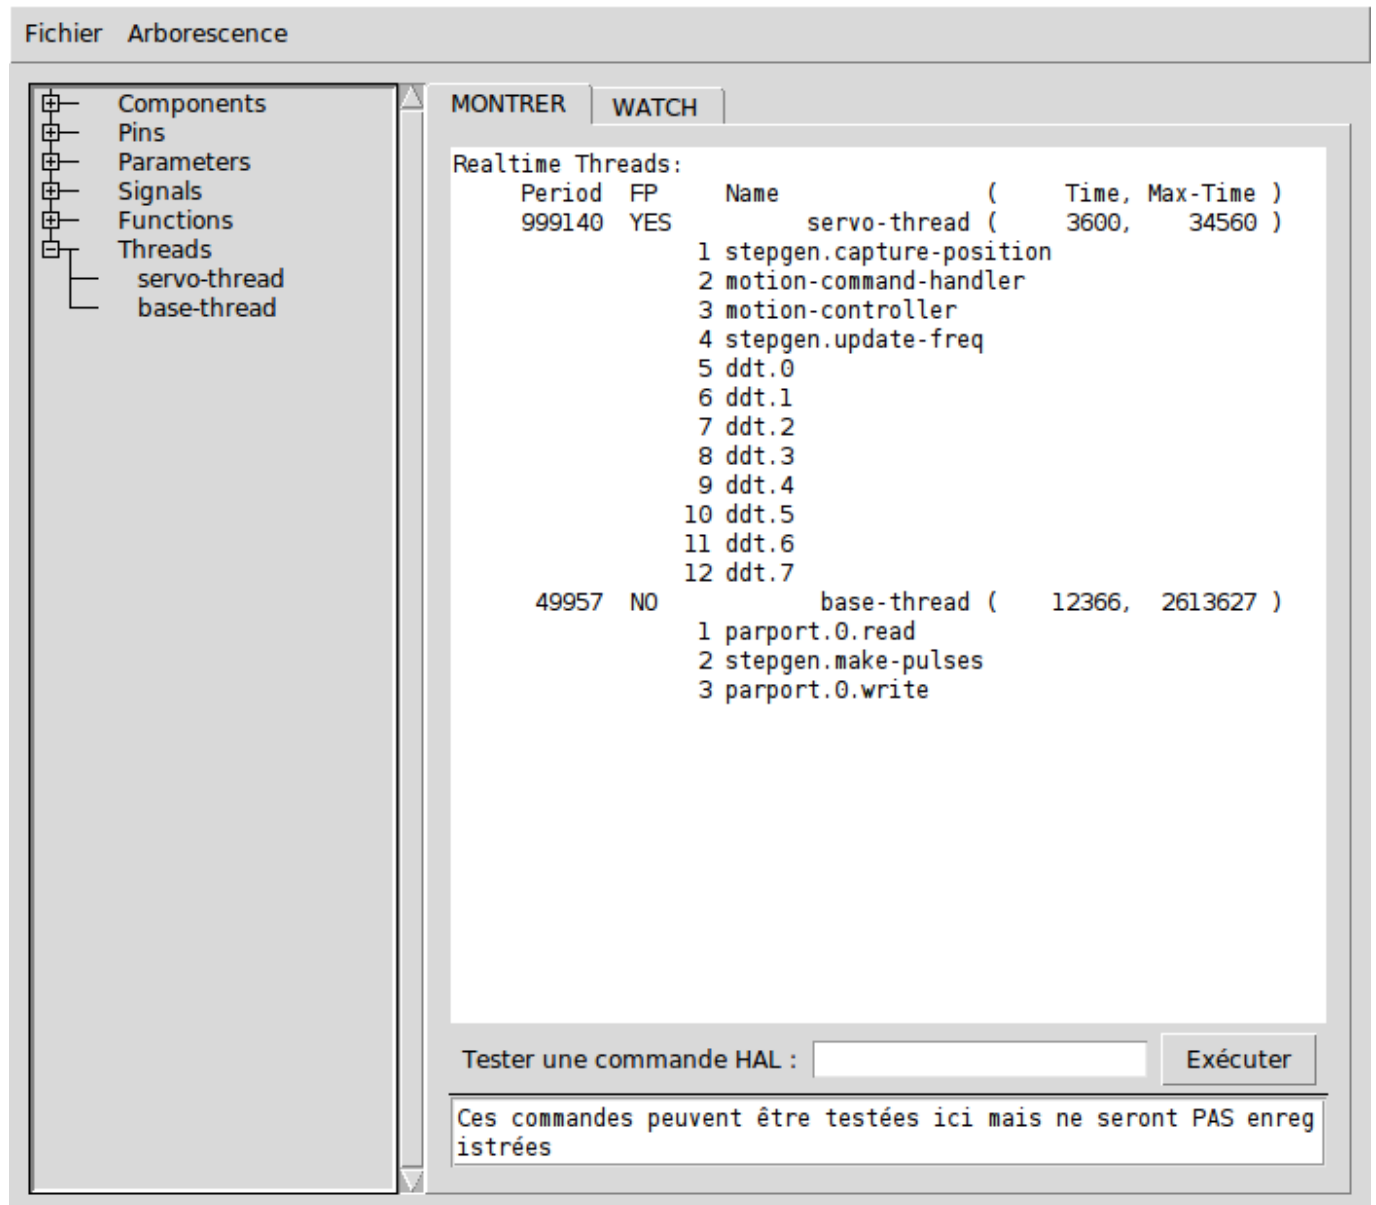 Fichier Arborescence
Components
Pins
Parameters
Signals
Functions
Threads
servo-thread
base-thread
MONTRER WATCH
Realtime Threads:
Period FP Name ( Time, Max-Time )
999140 YES servo-thread ( 3600, 34560 )
1 stepgen.capture-position
2 motion-command-handler
3 motion-controller
4 stepgen.update-freq
5 ddt.0
6 ddt.1
7 ddt.2
8 ddt.3
9 ddt.4
10 ddt.5
11 ddt.6
12 ddt.7
49957 NO base-thread ( 12366, 2613627 )
1 parport.0.read
2 stepgen.make-pulses
3 parport.0.write
Tester une commande HAL : Exécuter
Ces commandes peuvent être testées ici mais ne seront PAS enreg
istrées